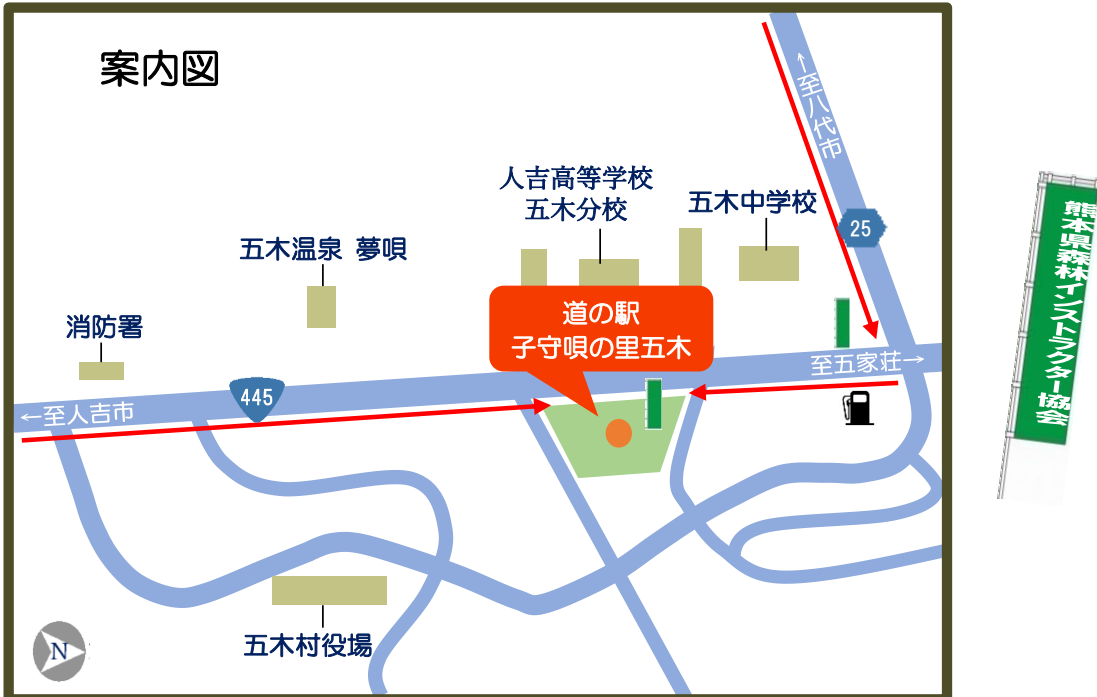 案内図
↑至八代市
人吉高等学校
五木分校
五木中学校
25
五木温泉 夢唄
道の駅
子守唄の里五木
消防署
至五家荘→
445
←至人吉市
五木村役場
N
熊本県森林インストラクター協会